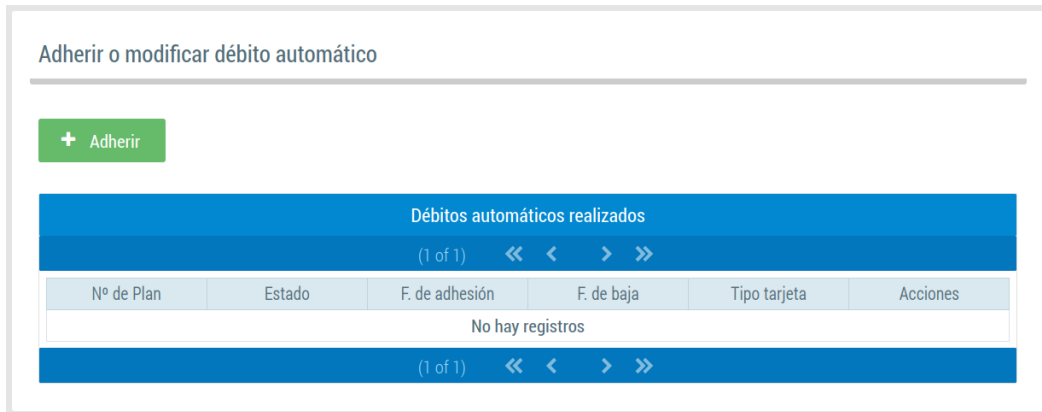 Adherir o modificar débito automático
+ Adherir
Débitos automáticos realizados
(1 of 1)
Nº de Plan Estado F. de adhesión F. de baja Tipo tarjeta Acciones
No hay registros
(1 of 1)